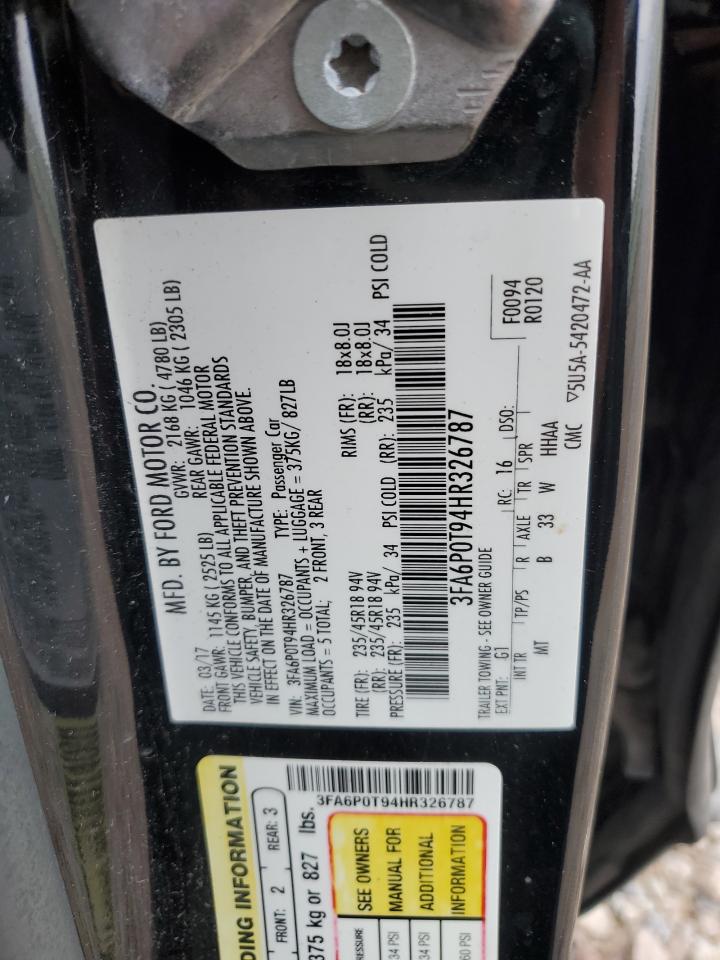 MFD. BY FORD MOTOR CO.
DATE: 03/17 GVWR: 2168 KG ( 4780 LB)
FRONT GAWR: 1145 KG ( 2525 LB) REAR GAWR: 1046 KG ( 2305 LB)
THIS VEHICLE CONFORMS TO ALL APPLICABLE FEDERAL MOTOR
VEHICLE SAFETY, BUMPER, AND THEFT PREVENTION STANDARDS
IN EFFECT ON THE DATE OF MANUFACTURE SHOWN ABOVE.
VIN: 3FA6P0T94HR326787 TYPE: Passenger Car
MAXIMUM LOAD = OCCUPANTS + LUGGAGE = 375KG/ 827LB
OCCUPANTS = 5 TOTAL: 2 FRONT, 3 REAR
TIRE (FR): 235/45R18 94V RIMS (FR): 18x8.0J
(RR): 235/45R18 94V (RR): 18x8.0J
PRESSURE (FR): 235 kPa/ 34 PSI COLD (RR): 235 kPa/ 34 PSI COLD
3FA6P0T94HR326787
TRAILER TOWING - SEE OWNER GUIDE
F0094
R0120
EXT PNT: G1 RC: 16 DSO:
INT TR TP/PS R AXLE TR SPR
MT B 33 W HHAA
CMC ▽5U5A-5420472-AA
DING INFORMATION
FRONT: 2 REAR: 3
375 kg or 827 lbs.
3FA6P0T94HR326787
PRESSURE
34 PSI
34 PSI
60 PSI
SEE OWNERS
MANUAL FOR
ADDITIONAL
INFORMATION